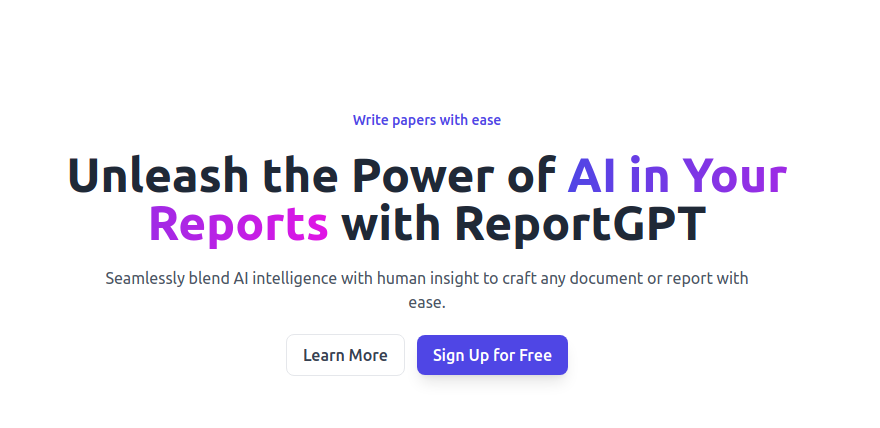 Write papers with ease
Unleash the Power of AI in Your
Reports with ReportGPT
Seamlessly blend AI intelligence with human insight to craft any document or report with
ease.
Learn More
Sign Up for Free